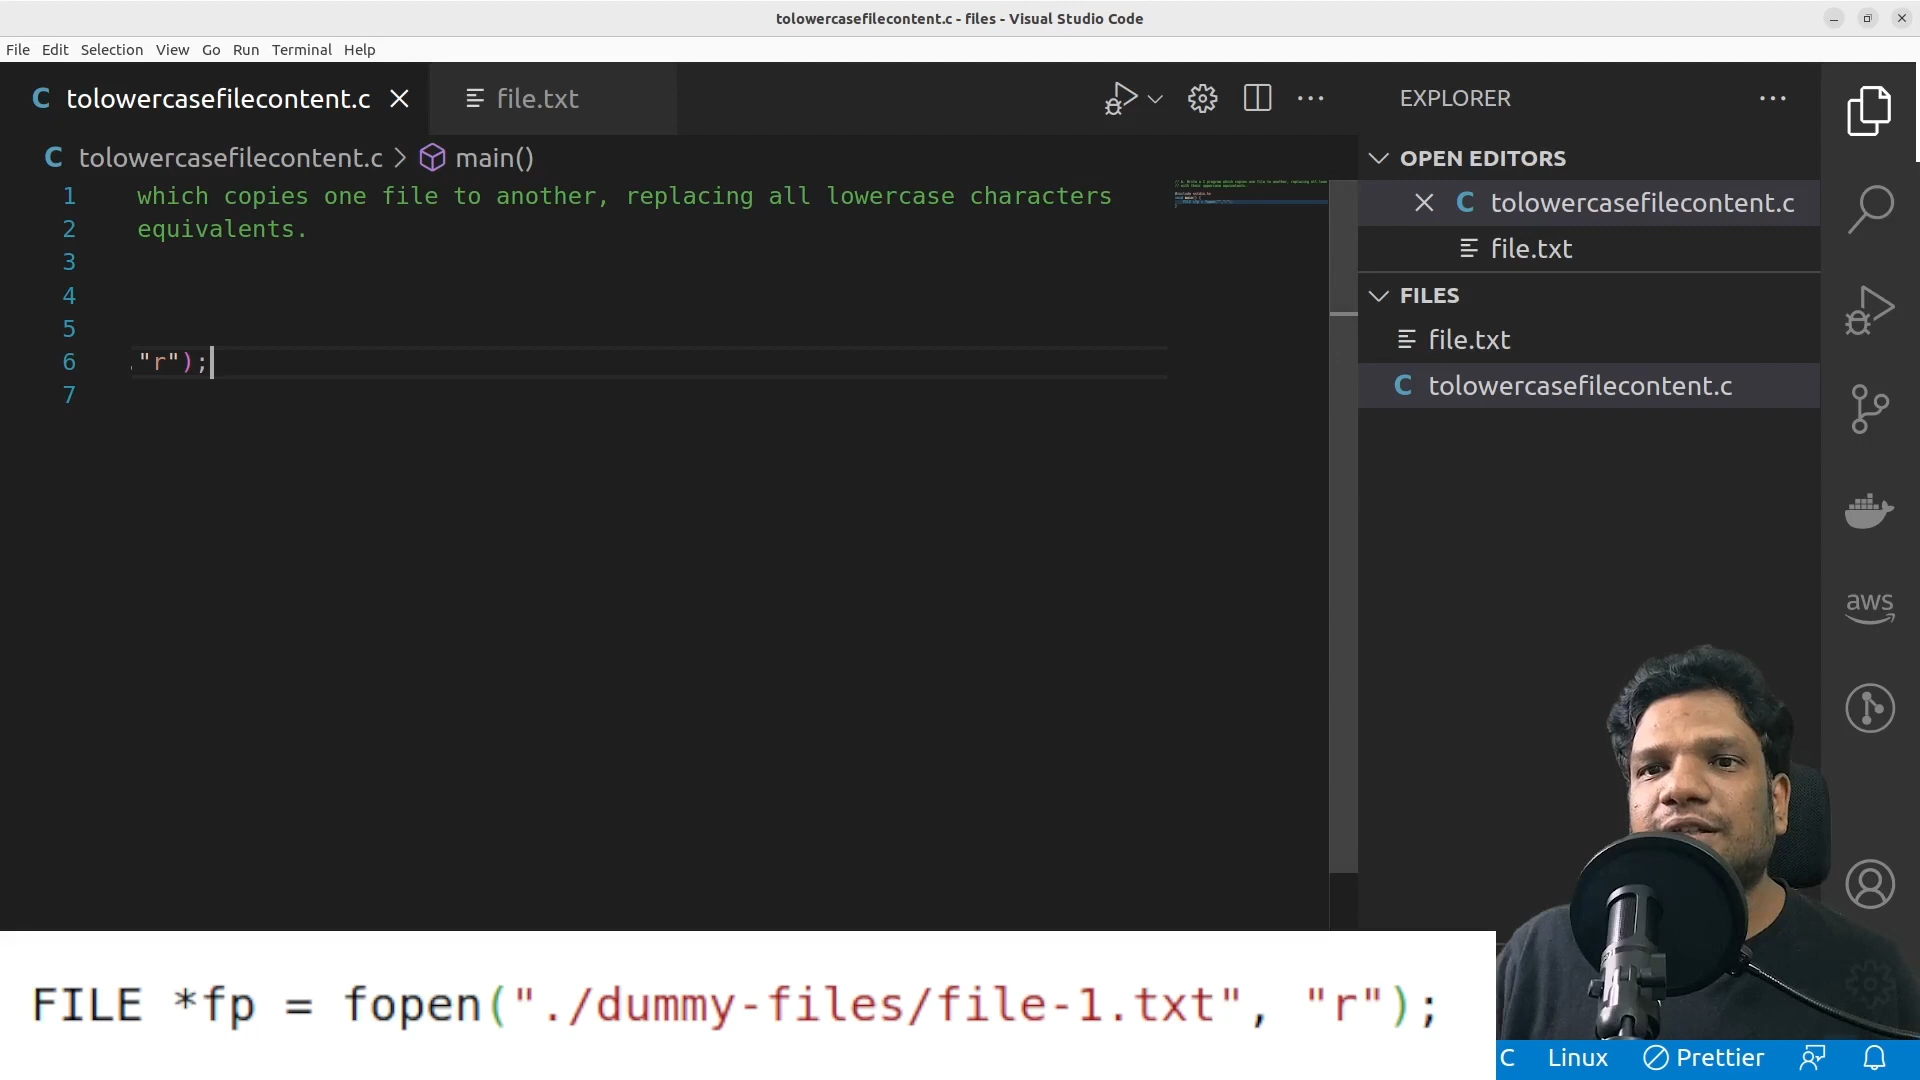 tolowercasefilecontent.c - files - Visual Studio Code
File Edit Selection View Go Run Terminal Help
C tolowercasefilecontent.c
file.txt
C tolowercasefilecontent.c > main()
1 which copies one file to another, replacing all lowercase characters
2 equivalents.
3
4
5
6 "r");
7
EXPLORER
OPEN EDITORS
C tolowercasefilecontent.c
file.txt
FILES
file.txt
C tolowercasefilecontent.c
aws
FILE *fp = fopen("./dummy-files/file-1.txt", "r");
C Linux Prettier